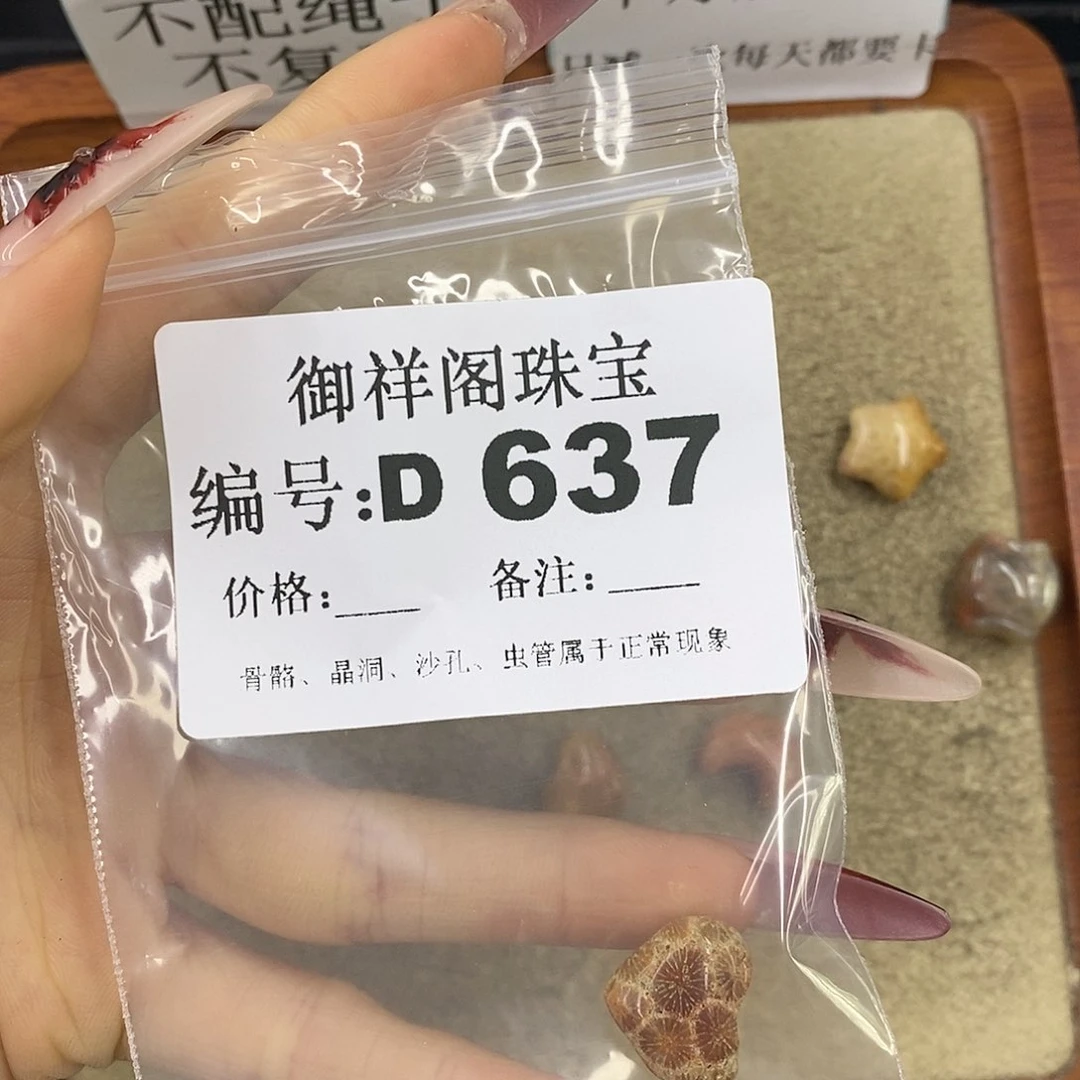 不配绳子
不复
每天都要
御祥阁珠宝
编号:D 637
价格:____ 备注:____
骨骼、晶洞、沙孔、虫管属于正常现象